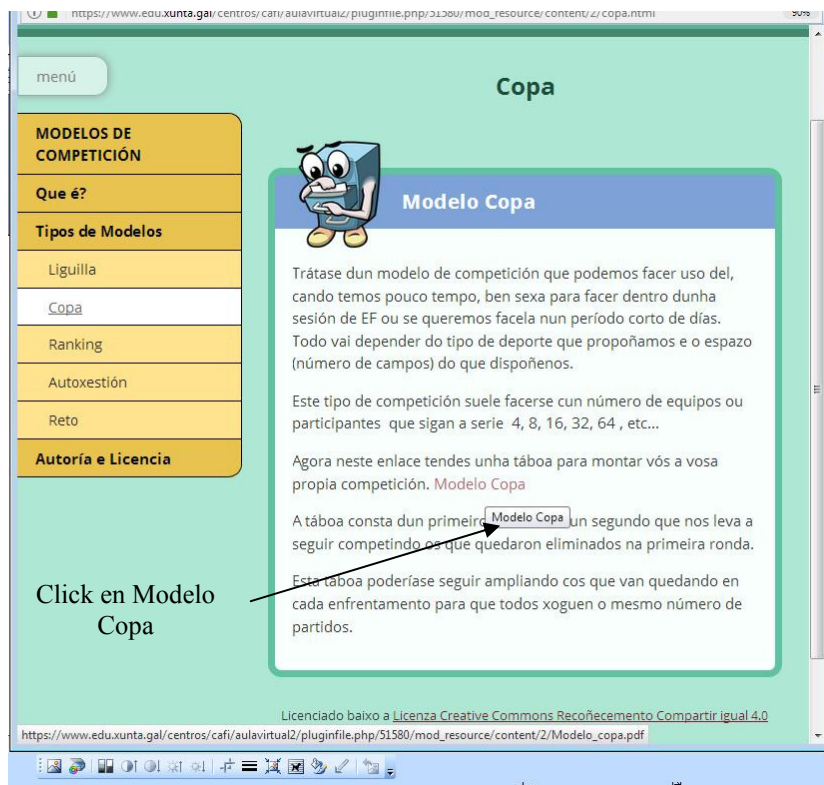 https://www.edu.xunta.gal/centros/cafi/aulavirtual2/pluginfile.php/51580/mod_resource/content/2/copa.html
90%
menú
Copa
MODELOS DE
COMPETICIÓN
Que é?
Tipos de Modelos
Liguilla
Copa
Ranking
Autoxestión
Reto
Autoría e Licencia
Modelo Copa
Trátase dun modelo de competición que podemos facer uso del,
cando temos pouco tempo, ben sexa para facer dentro dunha
sesión de EF ou se queremos facela nun período corto de días.
Todo vai depender do tipo de deporte que propoñamos e o espazo
(número de campos) do que dispoñenos.
Este tipo de competición suele facerse cun número de equipos ou
participantes que sigan a serie 4, 8, 16, 32, 64 , etc...
Agora neste enlace tendes unha táboa para montar vós a vosa
propia competición. Modelo Copa
A táboa consta dun primeiro Modelo Copa un segundo que nos leva a
seguir competindo os que quedaron eliminados na primeira ronda.
Esta táboa poderíase seguir ampliando cos que van quedando en
cada enfrentamento para que todos xoguen o mesmo número de
partidos.
Click en Modelo
Copa
Licenciado baixo a Licenza Creative Commons Recoñecemento Compartir igual 4.0
https://www.edu.xunta.gal/centros/cafi/aulavirtual2/pluginfile.php/51580/mod_resource/content/2/Modelo_copa.pdf